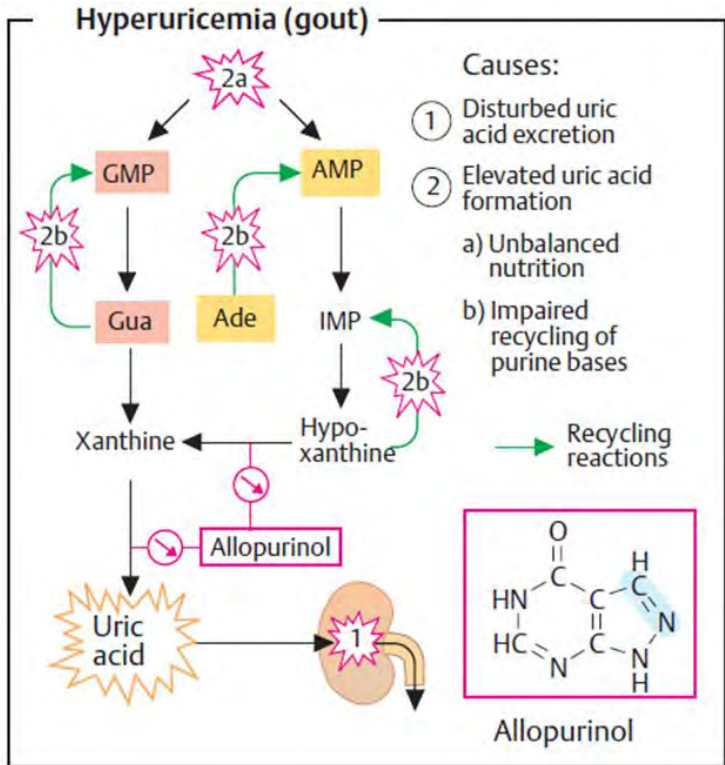 Hyperuricemia (gout)
2a
GMP
AMP
2b
2b
Gua
Ade
IMP
2b
Xanthine
Hypo-
xanthine
Allopurinol
Uric
acid
1
Causes:
1 Disturbed uric
acid excretion
2 Elevated uric acid
formation
a) Unbalanced
nutrition
b) Impaired
recycling of
purine bases
Recycling
reactions
O
H
C
C
HN
C
N
HC
C
N
N
H
Allopurinol